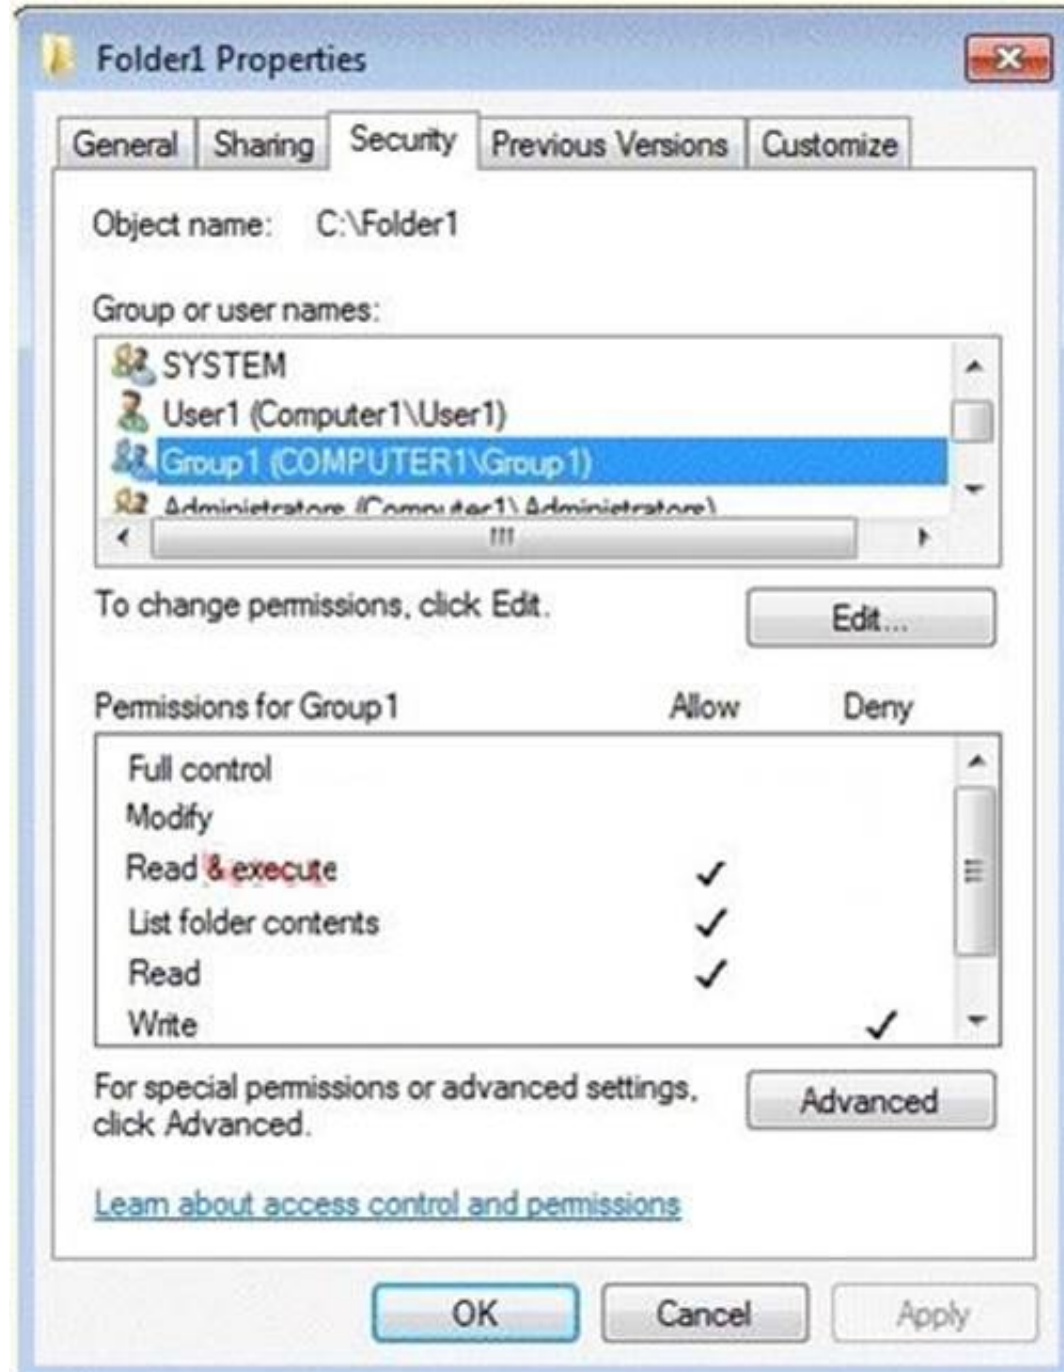 Folder1 Properties
General Sharing Security Previous Versions Customize
Object name: C:\Folder1
Group or user names:
SYSTEM
User1 (Computer1\User1)
Group1 (COMPUTER1\Group1)
Administrators (Computer1\Administrators)
To change permissions, click Edit.
Edit...
Permissions for Group1 Allow Deny
Full control
Modify
Read & execute
List folder contents
Read
Write
For special permissions or advanced settings,
click Advanced.
Advanced
Learn about access control and permissions
OK Cancel Apply